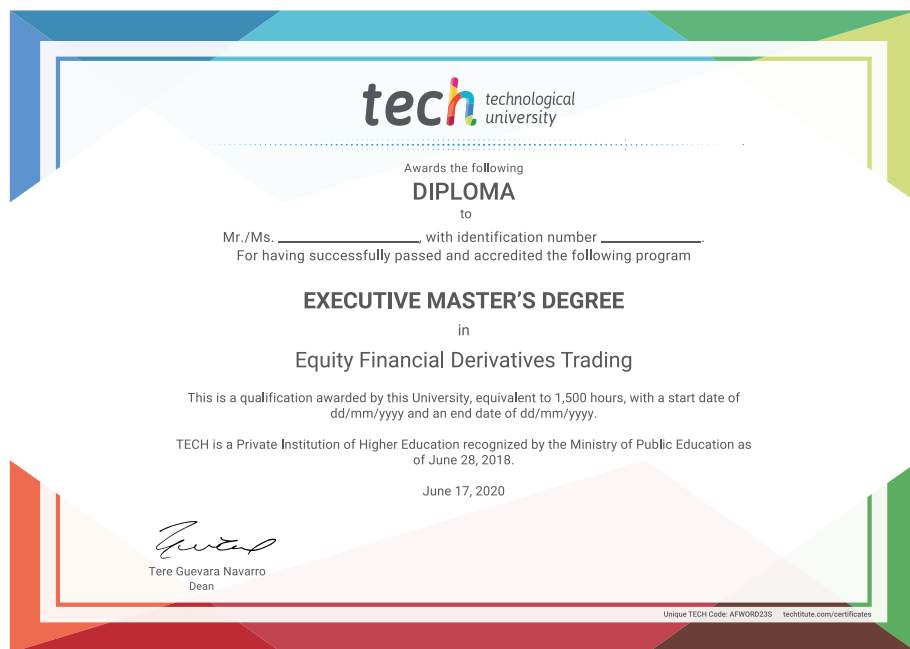 tech technological
university
Awards the following
DIPLOMA
to
Mr./Ms. ____________________, with identification number ______________.
For having successfully passed and accredited the following program
EXECUTIVE MASTER’S DEGREE
in
Equity Financial Derivatives Trading
This is a qualification awarded by this University, equivalent to 1,500 hours, with a start date of
dd/mm/yyyy and an end date of dd/mm/yyyy.
TECH is a Private Institution of Higher Education recognized by the Ministry of Public Education as
of June 28, 2018.
June 17, 2020
Tere Guevara Navarro
Dean
Unique TECH Code: AFWORD23S techtitute.com/certificates